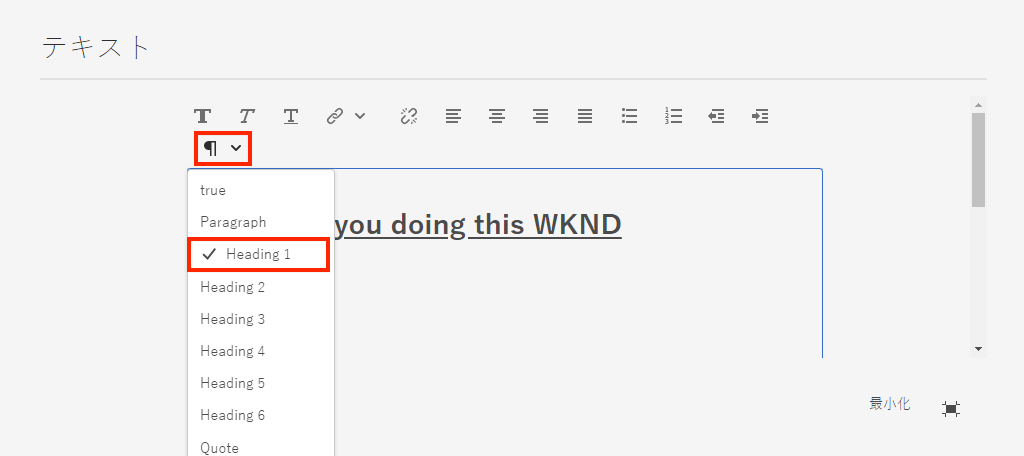 テキスト
true
Paragraph
you doing this WKND
Heading 1
Heading 2
Heading 3
Heading 4
Heading 5
Heading 6
最小化
Quote